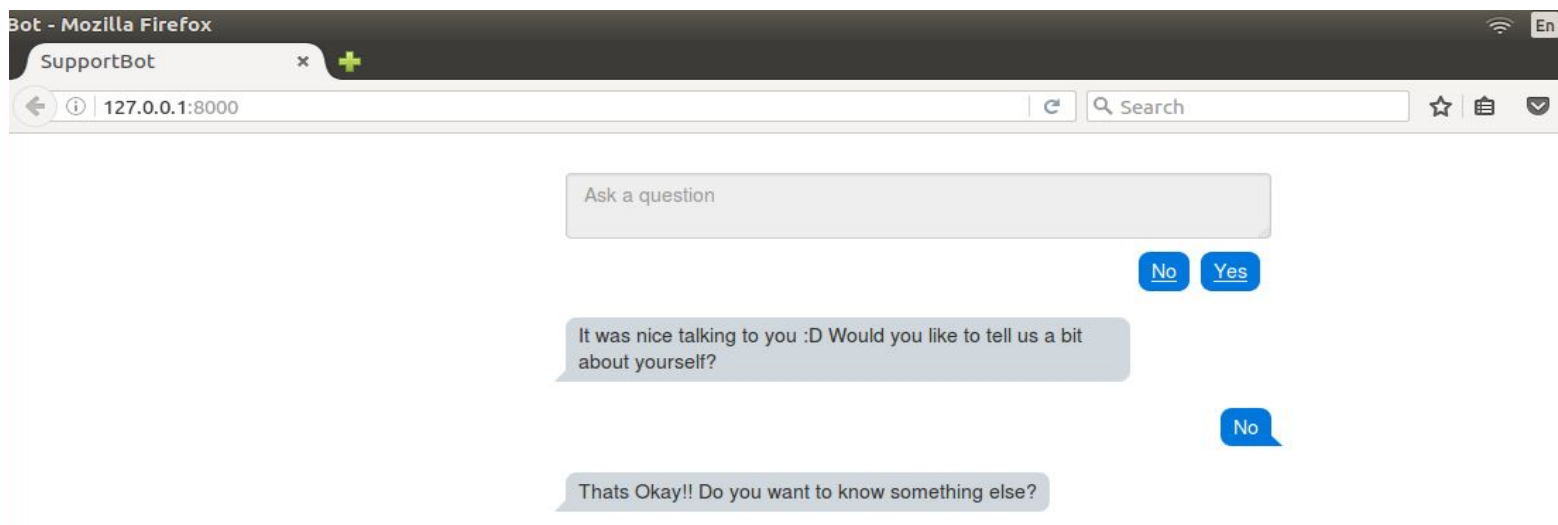 Bot - Mozilla Firefox
En
SupportBot
127.0.0.1:8000
Search
Ask a question
No Yes
It was nice talking to you :D Would you like to tell us a bit
about yourself?
No
Thats Okay!! Do you want to know something else?